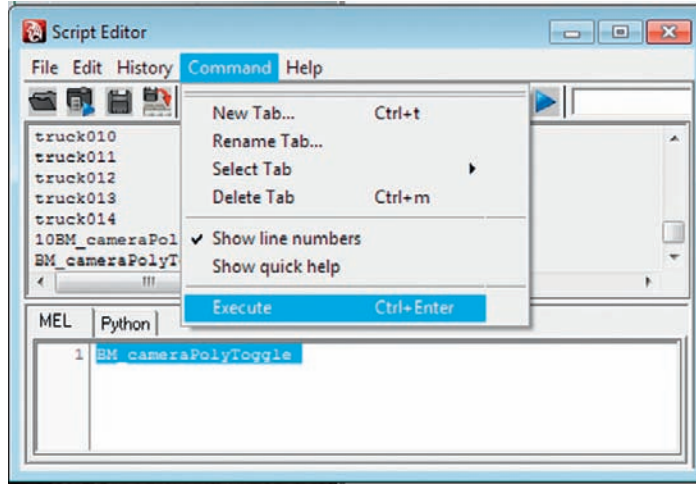 Script Editor
File Edit History Command Help
New Tab... Ctrl+t
Rename Tab...
Select Tab
Delete Tab Ctrl+m
✓ Show line numbers
Show quick help
Execute Ctrl+Enter
truck010
truck011
truck012
truck013
truck014
10BM_cameraPol
BM_cameraPolyT
MEL Python
1 BM_cameraPolyToggle